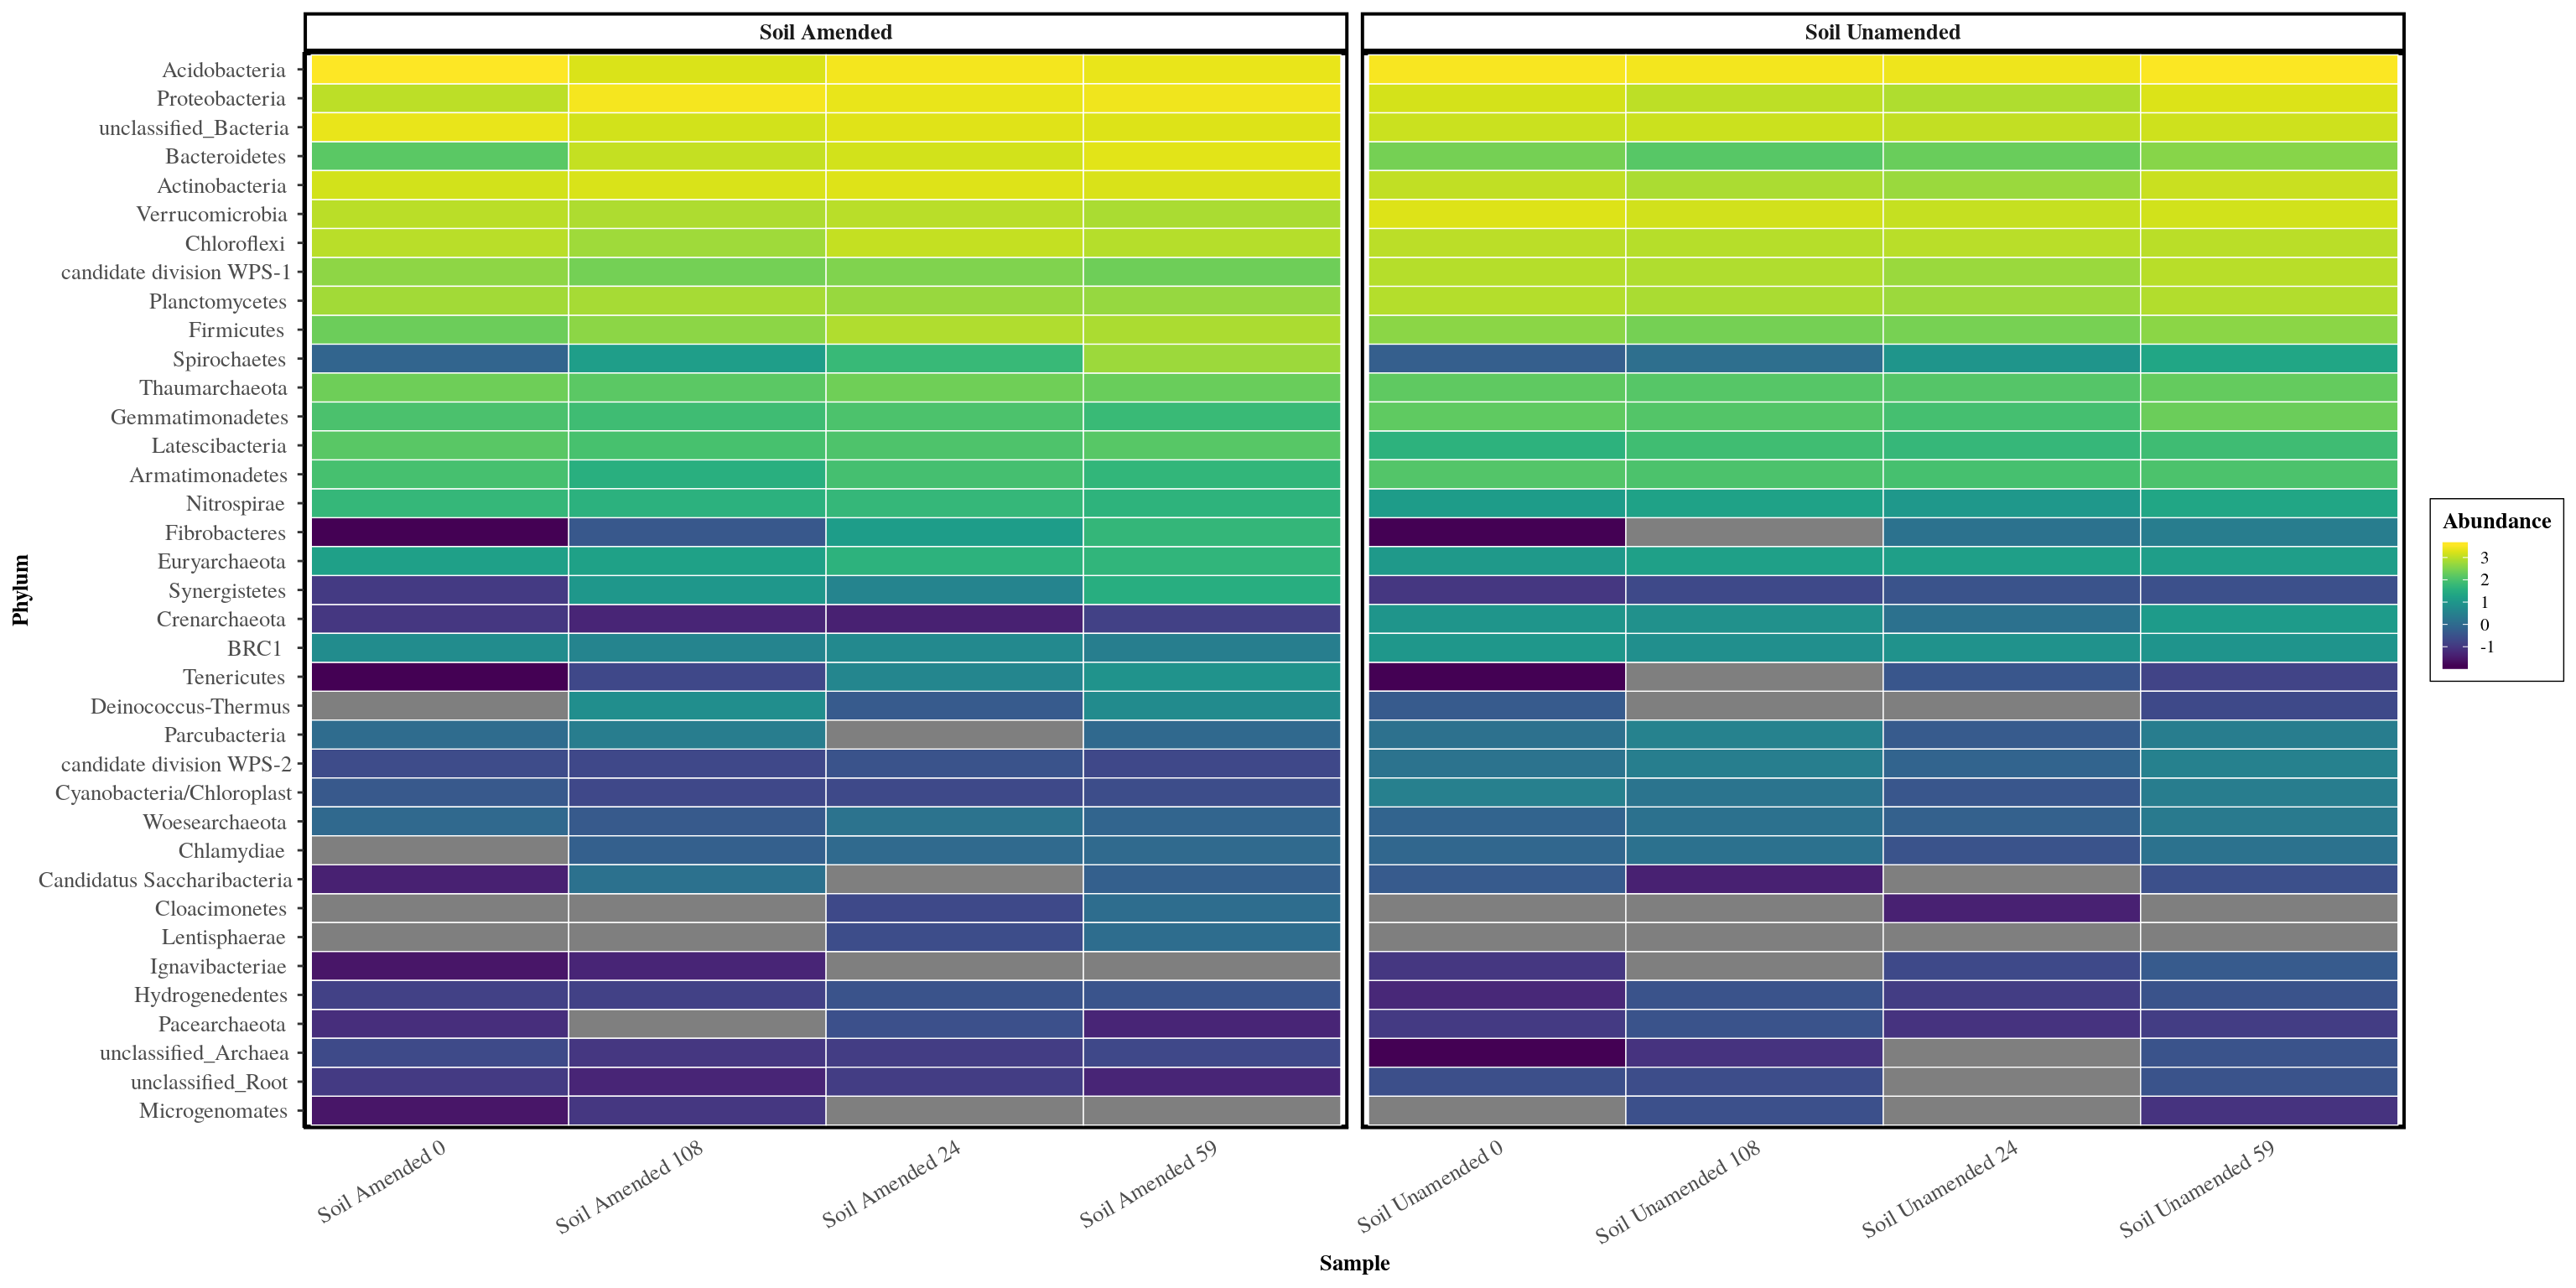 Soil Amended
Soil Unamended
Phylum
Acidobacteria
Proteobacteria
unclassified_Bacteria
Bacteroidetes
Actinobacteria
Verrucomicrobia
Chloroflexi
candidate division WPS-1
Planctomycetes
Firmicutes
Spirochaetes
Thaumarchaeota
Gemmatimonadetes
Latescibacteria
Armatimonadetes
Nitrospirae
Fibrobacteres
Euryarchaeota
Synergistetes
Crenarchaeota
BRC1
Tenericutes
Deinococcus-Thermus
Parcubacteria
candidate division WPS-2
Cyanobacteria/Chloroplast
Woesearchaeota
Chlamydiae
Candidatus Saccharibacteria
Cloacimonetes
Lentisphaerae
Ignavibacteriae
Hydrogenedentes
Pacearchaeota
unclassified_Archaea
unclassified_Root
Microgenomates
Soil Amended 0
Soil Amended 108
Soil Amended 24
Soil Amended 59
Soil Unamended 0
Soil Unamended 108
Soil Unamended 24
Soil Unamended 59
Sample
Abundance
3
2
1
0
-1